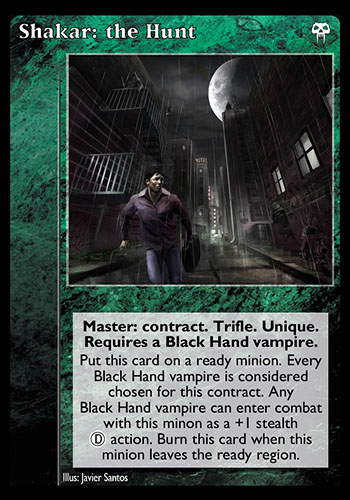 Shakar: the Hunt
HOTEL
Master: contract. Trifle. Unique.
Requires a Black Hand vampire.
Put this card on a ready minion. Every
Black Hand vampire is considered
chosen for this contract. Any
Black Hand vampire can enter combat
with this minon as a +1 stealth
Ⓓ action. Burn this card when this
minion leaves the ready region.
Illus: Javier Santos